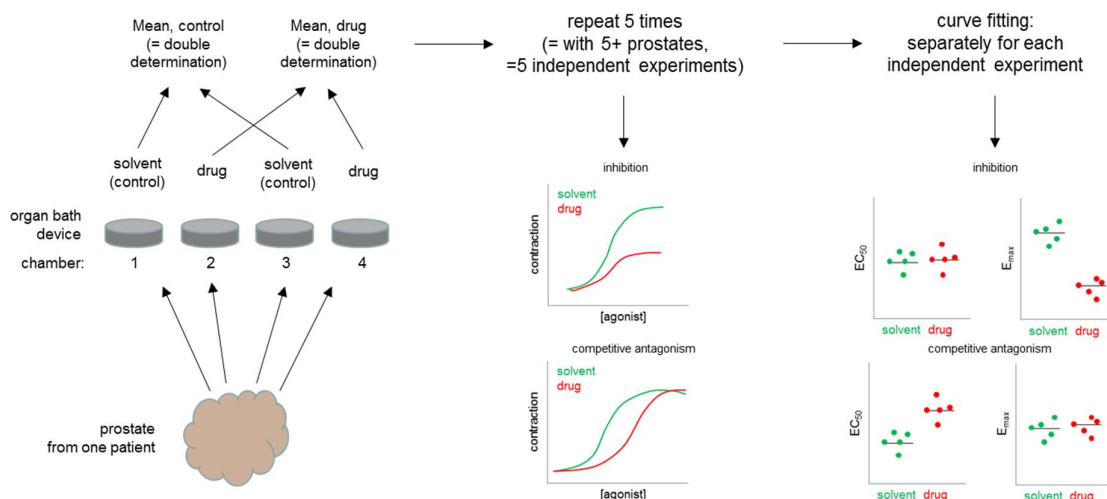 Mean, control
(= double
determination)
Mean, drug
(= double
determination)
solvent
(control)
drug
solvent
(control)
drug
organ bath
device
chamber:
1
2
3
4
prostate
from one patient
repeat 5 times
(= with 5+ prostates,
=5 independent experiments)
inhibition
solvent
drug
contraction
[agonist]
competitive antagonism
solvent
drug
contraction
[agonist]
curve fitting:
separately for each
independent experiment
inhibition
EC50
solvent drug
Emax
solvent drug
competitive antagonism
EC50
solvent drug
Emax
solvent drug